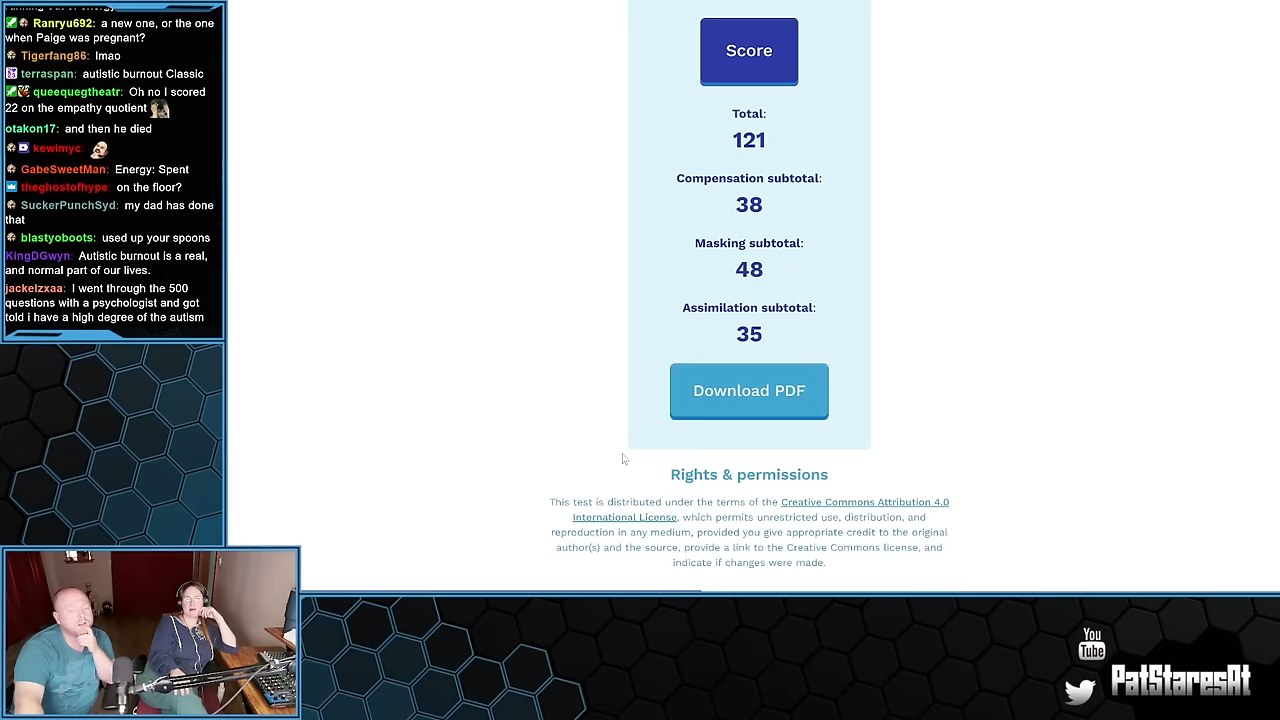 Ranryu692: a new one, or the one
when Paige was pregnant?
Tigerfang86: lmao
terraspan: autistic burnout Classic
queequegtheatr: Oh no I scored
22 on the empathy quotient
otakon17: and then he died
kewlmyc:
GabeSweetMan: Energy: Spent
theghostofhype: on the floor?
SuckerPunchSyd: my dad has done
that
blastyoboots: used up your spoons
KingDGwyn: Autistic burnout is a real,
and normal part of our lives.
jackelzxaa: I went through the 500
questions with a psychologist and got
told i have a high degree of the autism
Score
Total:
121
Compensation subtotal:
38
Masking subtotal:
48
Assimilation subtotal:
35
Download PDF
Rights & permissions
This test is distributed under the terms of the Creative Commons Attribution 4.0
International License, which permits unrestricted use, distribution, and
reproduction in any medium, provided you give appropriate credit to the original
author(s) and the source, provide a link to the Creative Commons license, and
indicate if changes were made.
You
Tube
PatStaresAt